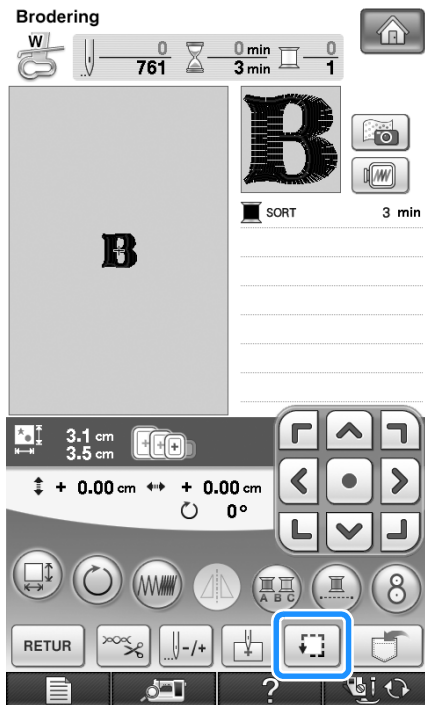 Brodering
W
0
761
0 min
3 min
0
1
B
SORT 3 min
B
3.1 cm
3.5 cm
+ 0.00 cm + 0.00 cm
0°
A B C
8
RETUR
-/+
?
i